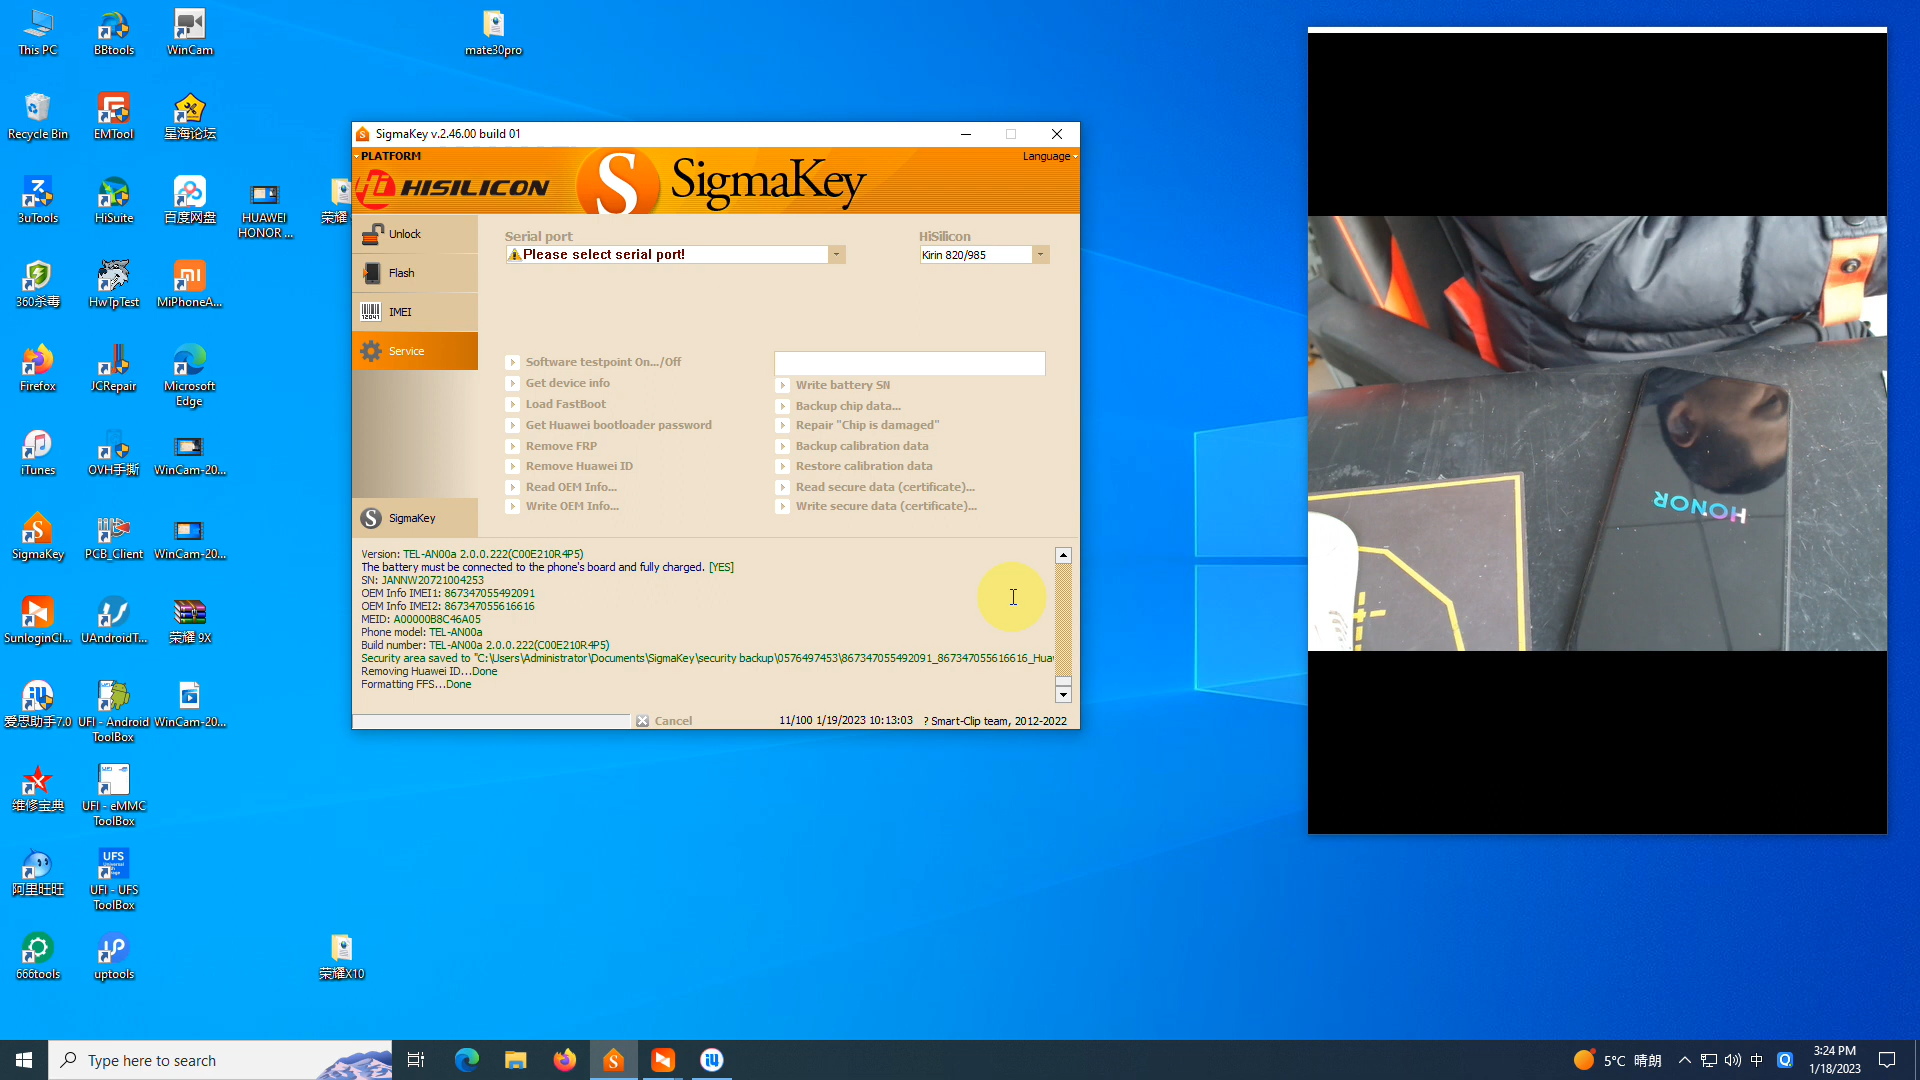 This PC
BBtools
WinCam
mate30pro
Recycle Bin
EMTool
星海论坛
3uTools
HiSuite
百度网盘
HUAWEI
HONOR ...
荣耀
360杀毒
HwTpTest
MiPhoneA...
Firefox
JCRepair
Microsoft
Edge
iTunes
OVH手撕
WinCam-20...
SigmaKey
PCB_Client
WinCam-20...
SunloginCl...
UAndroidT...
荣耀 9X
爱思助手7.0
UFI - Android
ToolBox
WinCam-20...
维修宝典
UFI - eMMC
ToolBox
阿里旺旺
UFS
UFI - UFS
ToolBox
666tools
uptools
荣耀X10
SigmaKey v.2.46.00 build 01
PLATFORM
Language
HISILICON
SigmaKey
Unlock
Flash
IMEI
Service
SigmaKey
Serial port
Please select serial port!
HiSilicon
Kirin 820/985
Software testpoint On.../Off
Get device info
Load FastBoot
Get Huawei bootloader password
Remove FRP
Remove Huawei ID
Read OEM Info...
Write OEM Info...
Write battery SN
Backup chip data...
Repair "Chip is damaged"
Backup calibration data
Restore calibration data
Read secure data (certificate)...
Write secure data (certificate)...
Version: TEL-AN00a 2.0.0.222(C00E210R4P5)
The battery must be connected to the phone's board and fully charged. [YES]
SN: JANNW20721004253
OEM Info IMEI1: 867347055492091
OEM Info IMEI2: 867347055616616
MEID: A00000B8C46A05
Phone model: TEL-AN00a
Build number: TEL-AN00a 2.0.0.222(C00E210R4P5)
Security area saved to "C:\Users\Administrator\Documents\SigmaKey\security backup\0576497453\867347055492091_867347055616616_Hua
Removing Huawei ID...Done
Formatting FFS...Done
Cancel
11/100 1/19/2023 10:13:03
? Smart-Clip team, 2012-2022
HONOR
Type here to search
5°C 晴朗
中
3:24 PM
1/18/2023